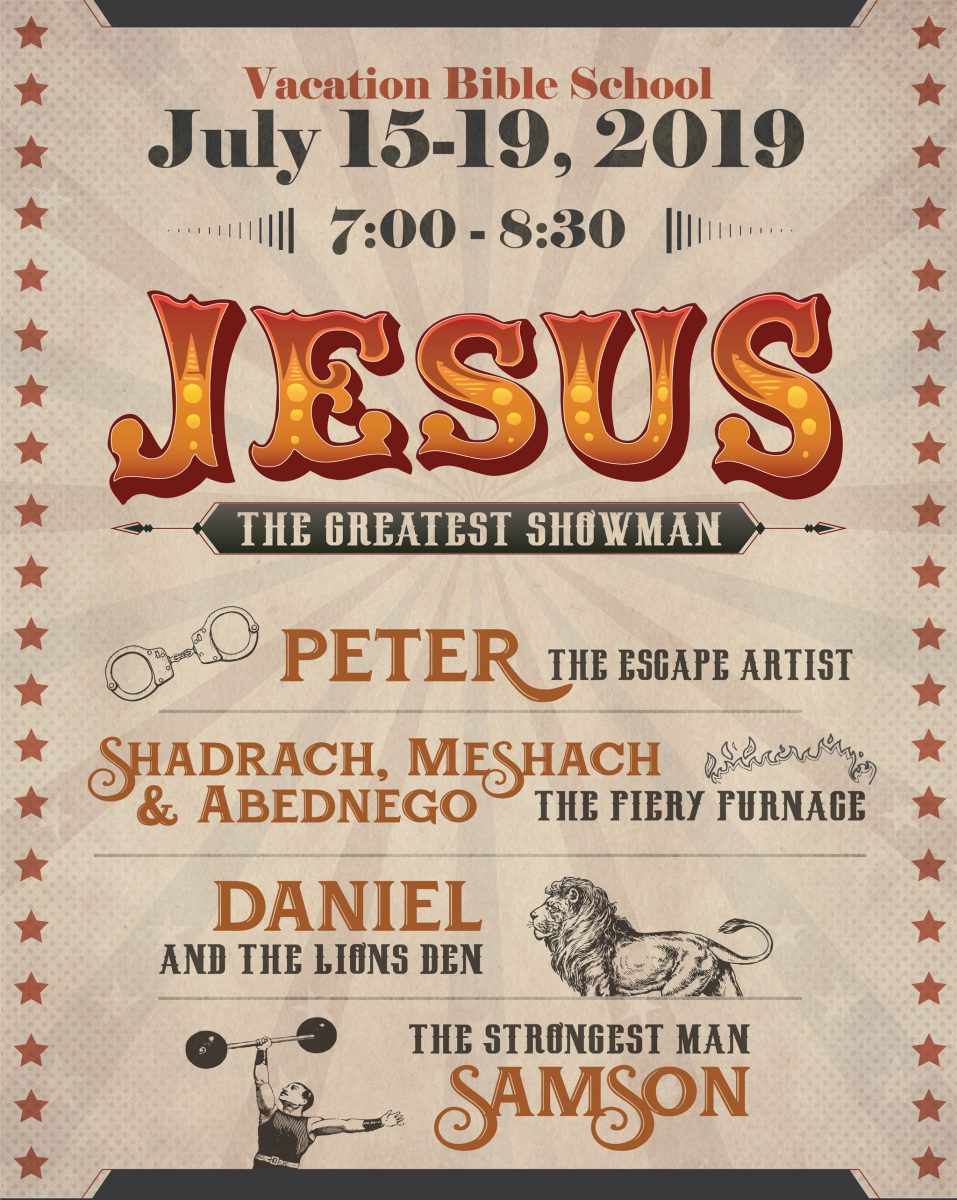 Vacation Bible School
July 15-19, 2019
7:00 - 8:30
JESUS
THE GREATEST SHOWMAN
PETER THE ESCAPE ARTIST
SHADRACH, MESHACH
& ABEDNEGO THE FIERY FURNACE
DANIEL
AND THE LIONS DEN
THE STRONGEST MAN
SAMSON